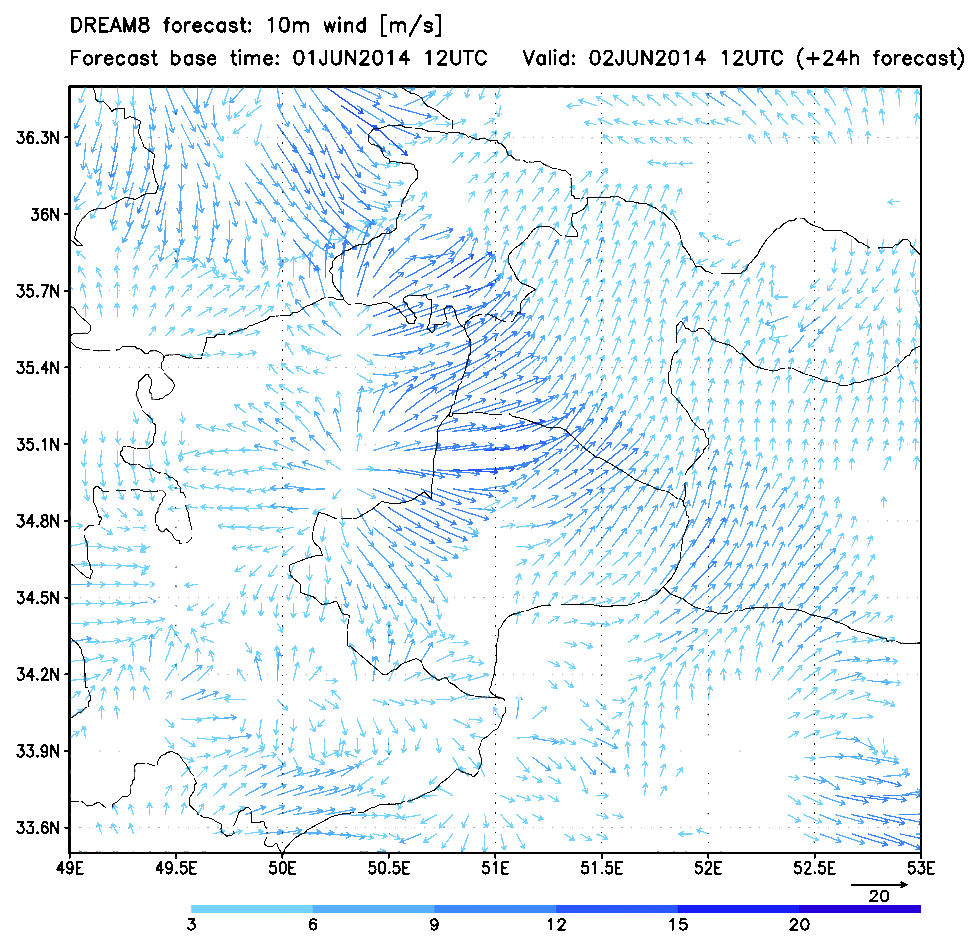 DREAM8 forecast: 10m wind [m/s]
Forecast base time: 01JUN2014 12UTC Valid: 02JUN2014 12UTC (+24h forecast)
36.3N
36N
35.7N
35.4N
35.1N
34.8N
34.5N
34.2N
33.9N
33.6N
49E 49.5E 50E 50.5E 51E 51.5E 52E 52.5E 53E
20
3 6 9 12 15 20